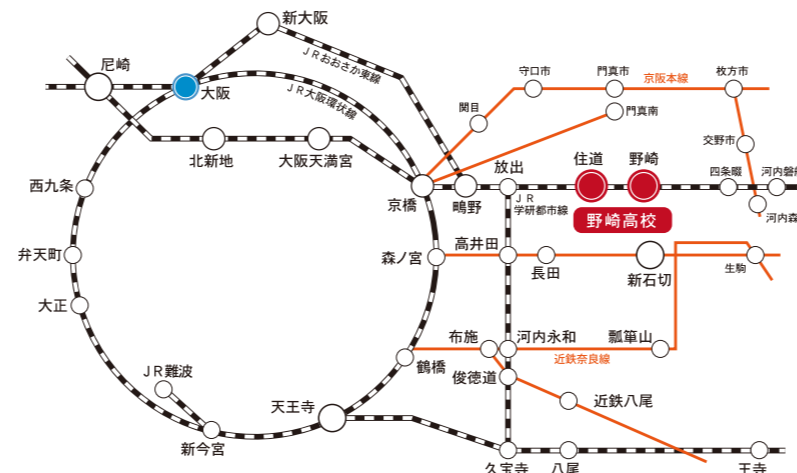 新大阪
JRおおさか東線
尼崎
大阪
JR大阪環状線
守口市
門真市
京阪本線
枚方市
関目
門真南
交野市
北新地
大阪天満宮
放出
住道
野崎
四条畷
河内磐
西九条
京橋
鴫野
JR
学研都市線
野崎高校
河内森
弁天町
森ノ宮
高井田
長田
新石切
生駒
大正
布施
河内永和
瓢箪山
近鉄奈良線
鶴橋
俊徳道
JR難波
天王寺
近鉄八尾
新今宮
久宝寺
八尾
王寺